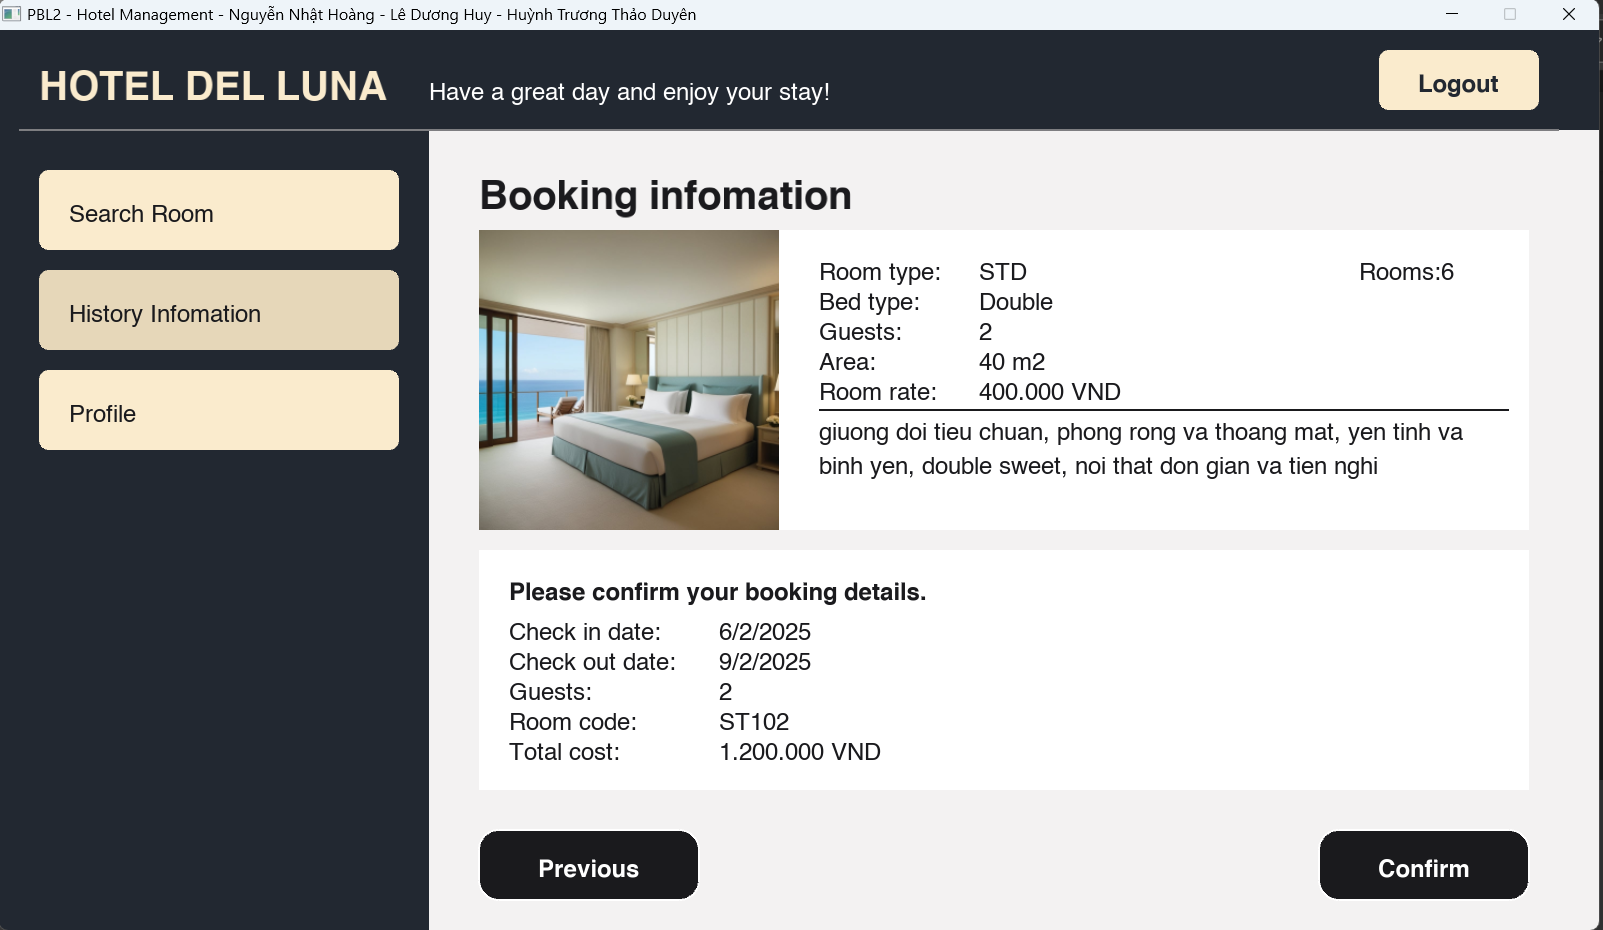 PBL2 - Hotel Management - Nguyễn Nhật Hoàng - Lê Dương Huy - Huỳnh Trương Thảo Duyên
HOTEL DEL LUNA
Have a great day and enjoy your stay!
Logout
Search Room
History Infomation
Profile
Booking infomation
Room type: STD Rooms:6
Bed type: Double
Guests: 2
Area: 40 m2
Room rate: 400.000 VND
giuong doi tieu chuan, phong rong va thoang mat, yen tinh va
binh yen, double sweet, noi that don gian va tien nghi
Please confirm your booking details.
Check in date: 6/2/2025
Check out date: 9/2/2025
Guests: 2
Room code: ST102
Total cost: 1.200.000 VND
Previous
Confirm